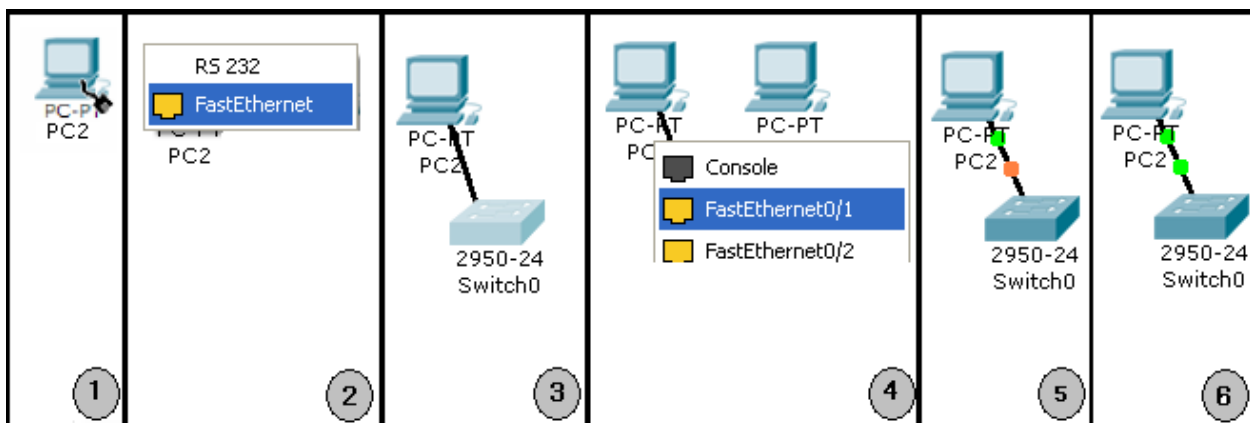 PC-P
PC2
1
RS 232
FastEthernet
PC2
2
PC-PT
PC2
2950-24
Switch0
3
PC-PT
PC-PT
PC
Console
FastEthernet0/1
FastEthernet0/2
4
PC-PT
PC2
2950-24
Switch0
5
PC-PT
PC2
2950-24
Switch0
6